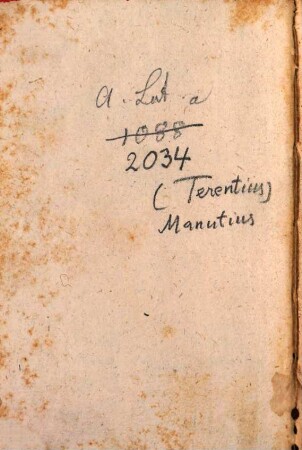 A. Lat. a
1088
2034
(Terentius)
Manutius